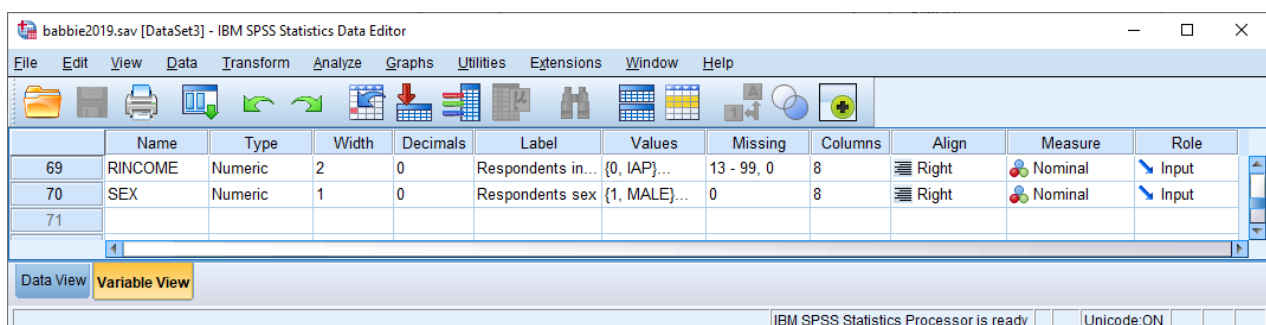 babbie2019.sav [DataSet3] - IBM SPSS Statistics Data Editor
File Edit View Data Transform Analyze Graphs Utilities Extensions Window Help
Name Type Width Decimals Label Values Missing Columns Align Measure Role
69 RINCOME Numeric 2 0 Respondents in... {0, IAP}... 13 - 99, 0 8 Right Nominal Input
70 SEX Numeric 1 0 Respondents sex {1, MALE}... 0 8 Right Nominal Input
71
Data View Variable View
IBM SPSS Statistics Processor is ready Unicode:ON